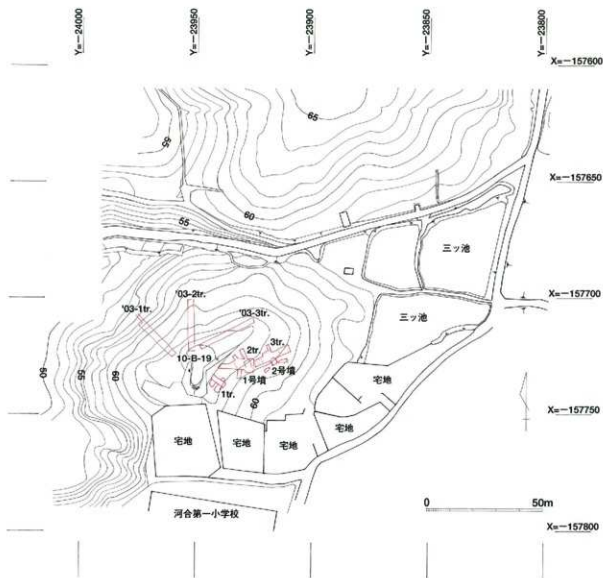 Y=−24000
Y=−23950
Y=−23900
Y=−23850
Y=−23800
X=−157600
65
55
X=−157650
60
55
三ッ池
'03-1tr.
'03-2tr.
X=−157700
'03-3tr.
三ッ池
10-B-19
2tr.
3tr.
60
55
60
1号墳
2号墳
宅地
1tr.
60
X=−157750
宅地
宅地
宅地
宅地
0
50m
河合第一小学校
X=−157800